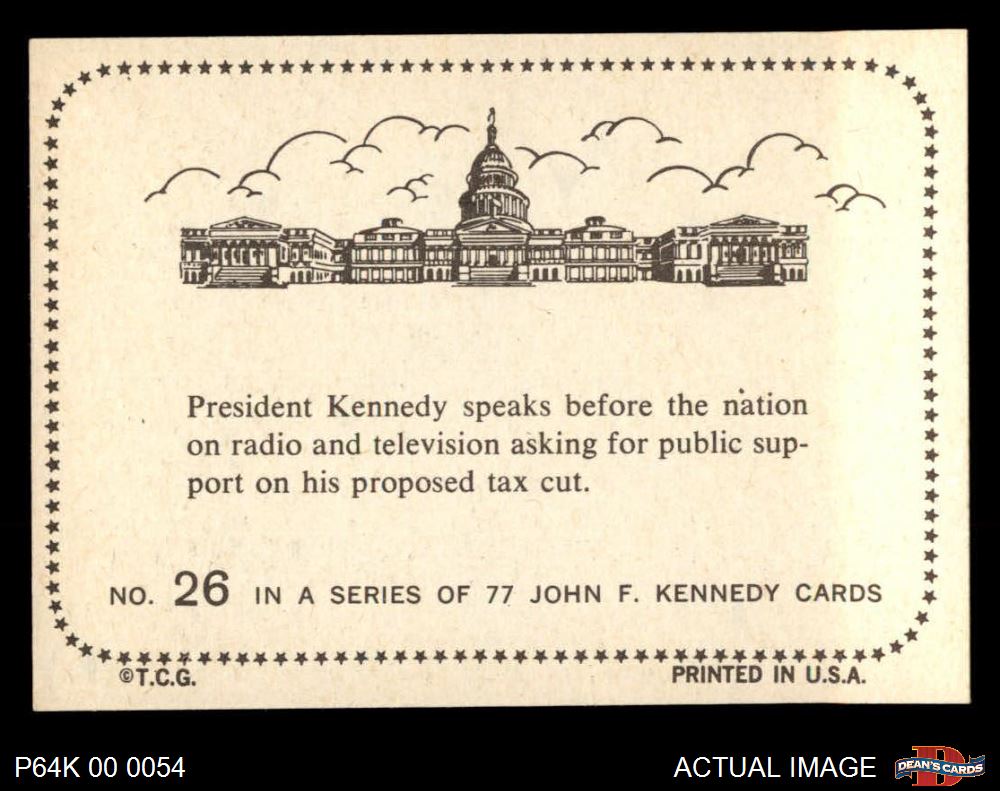 President Kennedy speaks before the nation
on radio and television asking for public sup-
port on his proposed tax cut.
NO. 26 IN A SERIES OF 77 JOHN F. KENNEDY CARDS
©T.C.G. PRINTED IN U.S.A.
P64K 00 0054 ACTUAL IMAGE DEAN'S CARDS